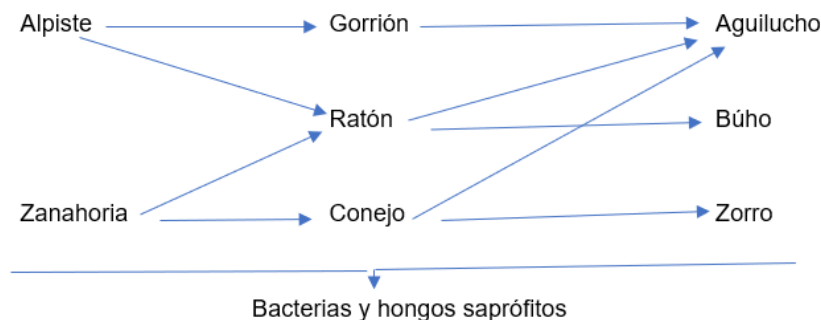 Alpiste Gorrión Aguilucho
Ratón Búho
Zanahoria Conejo Zorro
Bacterias y hongos saprófitos